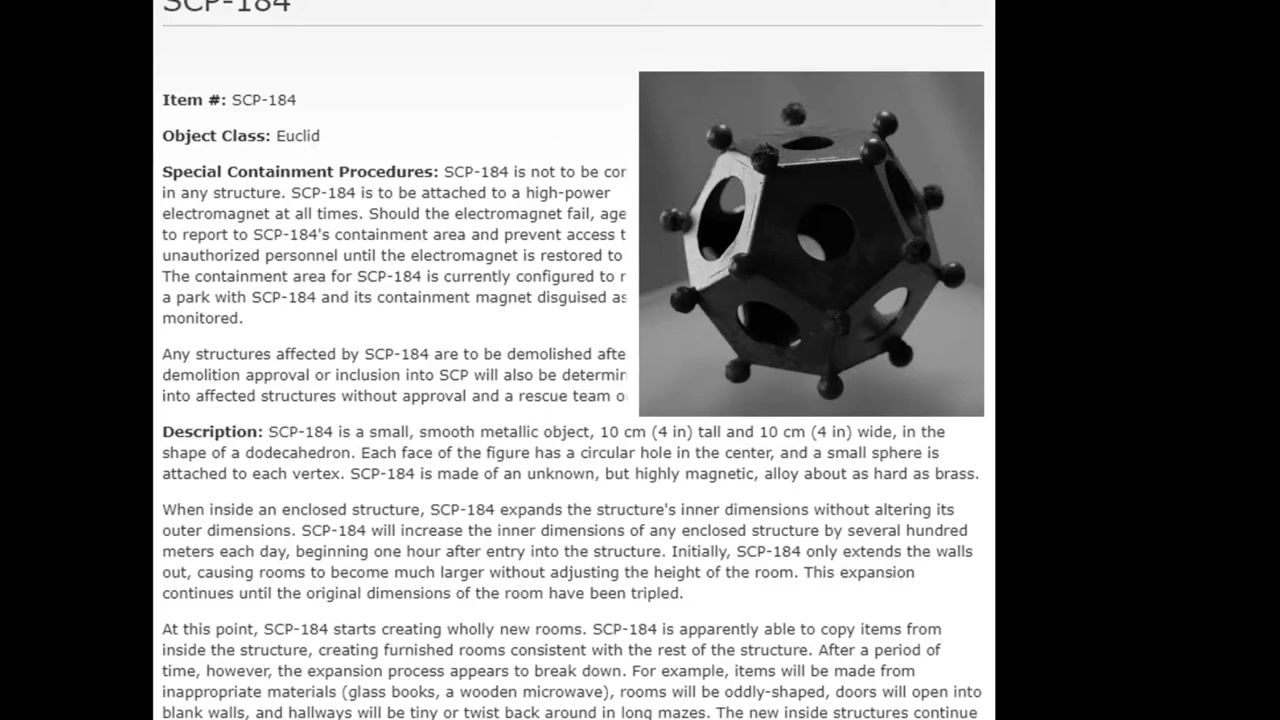 SCP-184
Item #: SCP-184
Object Class: Euclid
Special Containment Procedures: SCP-184 is not to be
in any structure. SCP-184 is to be attached to a high-power
electromagnet at all times. Should the electromagnet fail,
to report to SCP-184's containment area and prevent access
unauthorized personnel until the electromagnet is restored to
The containment area for SCP-184 is currently configured to
a park with SCP-184 and its containment magnet disguised as
monitored.
Any structures affected by SCP-184 are to be demolished
demolition approval or inclusion into SCP will also be
into affected structures without approval and a rescue team
Description: SCP-184 is a small, smooth metallic object, 10 cm (4 in) tall and 10 cm (4 in) wide, in the
shape of a dodecahedron. Each face of the figure has a circular hole in the center, and a small sphere is
attached to each vertex. SCP-184 is made of an unknown, but highly magnetic, alloy about as hard as brass.
When inside an enclosed structure, SCP-184 expands the structure's inner dimensions without altering its
outer dimensions. SCP-184 will increase the inner dimensions of any enclosed structure by several hundred
meters each day, beginning one hour after entry into the structure. Initially, SCP-184 only extends the walls
out, causing rooms to become much larger without adjusting the height of the room. This expansion
continues until the original dimensions of the room have been tripled.
At this point, SCP-184 starts creating wholly new rooms. SCP-184 is apparently able to copy items from
inside the structure, creating furnished rooms consistent with the rest of the structure. After a period of
time, however, the expansion process appears to break down. For example, items will be made from
inappropriate materials (glass books, a wooden microwave), rooms will be oddly-shaped, doors will open into
blank walls, and hallways will be tiny or twist back around in long mazes. The new inside structures continue